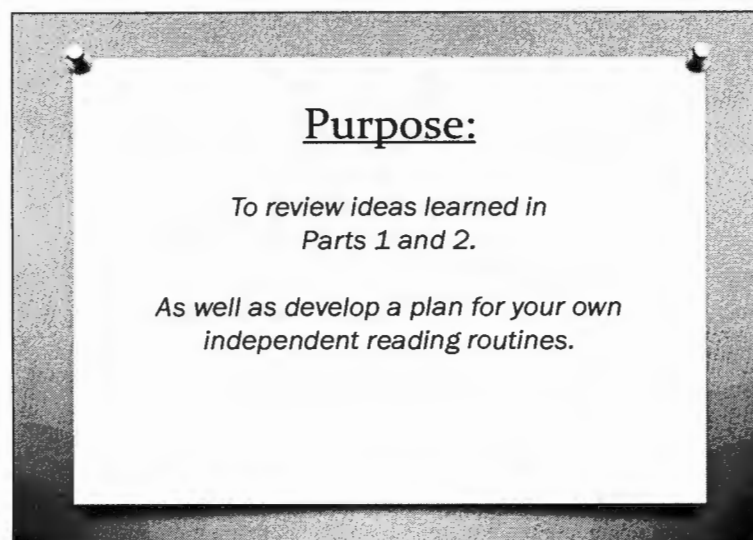 Purpose:
To review ideas learned in
Parts 1 and 2.
As well as develop a plan for your own
independent reading routines.